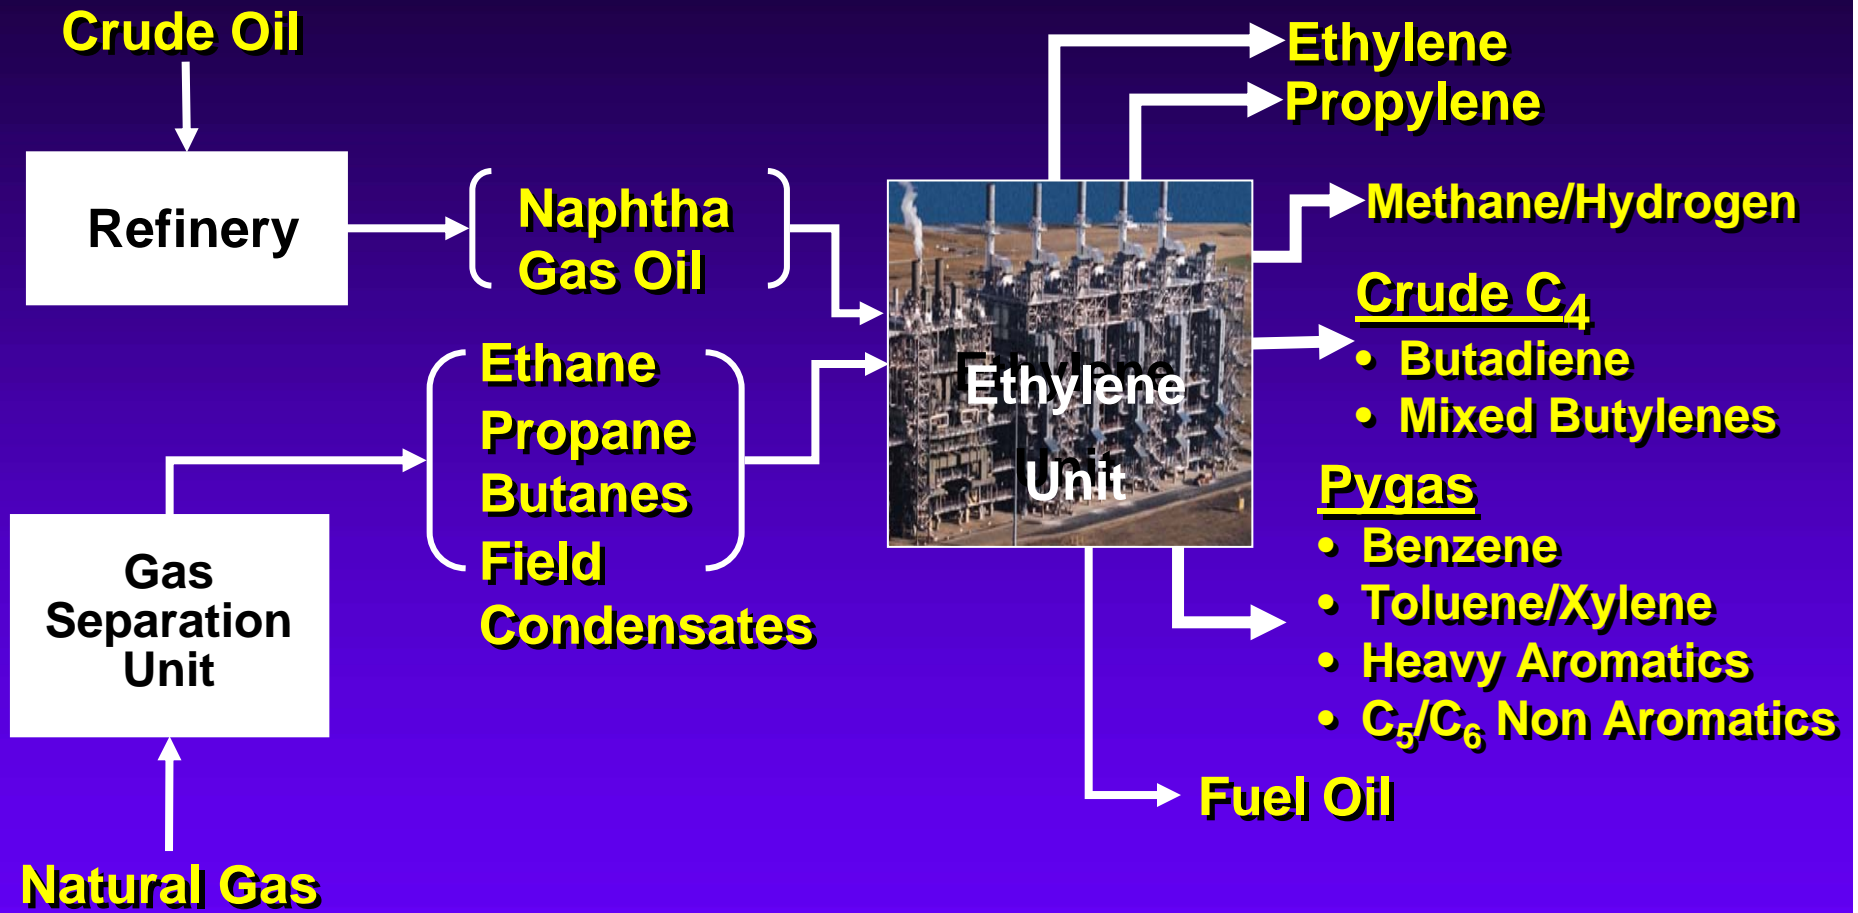 Crude Oil
Refinery
Naphtha
Gas Oil
Ethane
Propane
Butanes
Field
Condensates
Gas
Separation
Unit
Natural Gas
Ethylene
Unit
Ethylene
Propylene
Methane/Hydrogen
Crude C₄
• Butadiene
• Mixed Butylenes
Pygas
• Benzene
• Toluene/Xylene
• Heavy Aromatics
• C₅/C₆ Non Aromatics
Fuel Oil